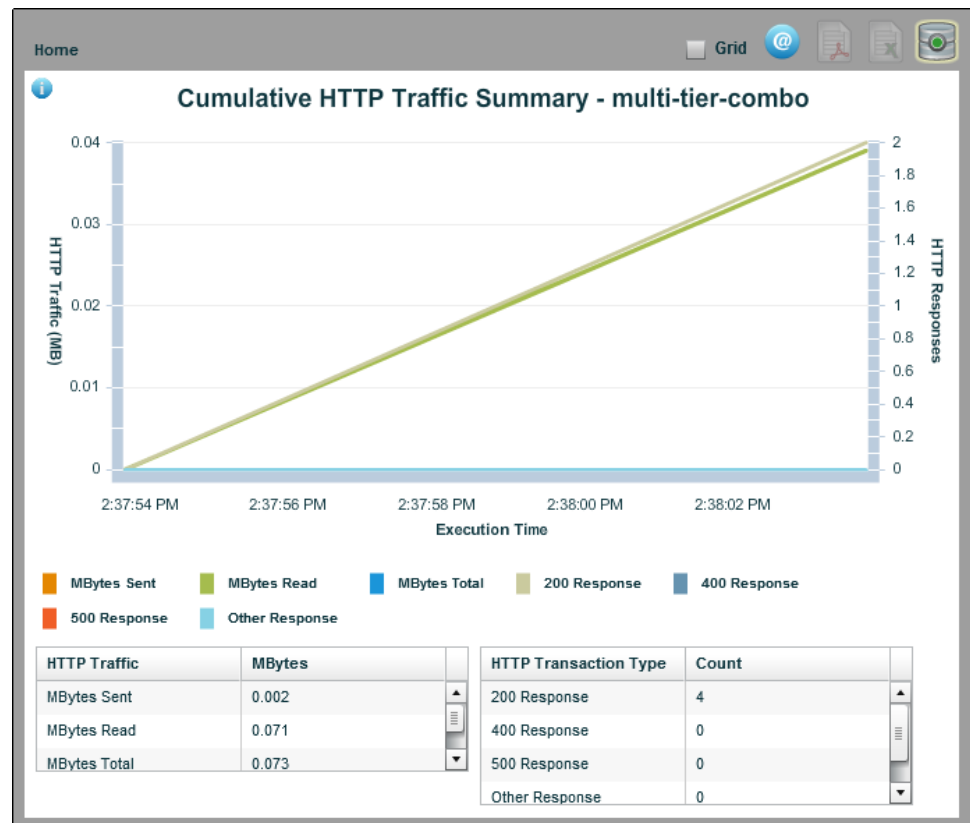 Home
Grid
@
i
Cumulative HTTP Traffic Summary - multi-tier-combo
0.04
0.03
0.02
0.01
0
HTTP Traffic (MB)
2
1.8
1.6
1.4
1.2
1
0.8
0.6
0.4
0.2
0
HTTP Responses
2:37:54 PM 2:37:56 PM 2:37:58 PM 2:38:00 PM 2:38:02 PM
Execution Time
MBytes Sent MBytes Read MBytes Total 200 Response 400 Response
500 Response Other Response
HTTP Traffic MBytes
MBytes Sent 0.002
MBytes Read 0.071
MBytes Total 0.073
HTTP Transaction Type Count
200 Response 4
400 Response 0
500 Response 0
Other Response 0